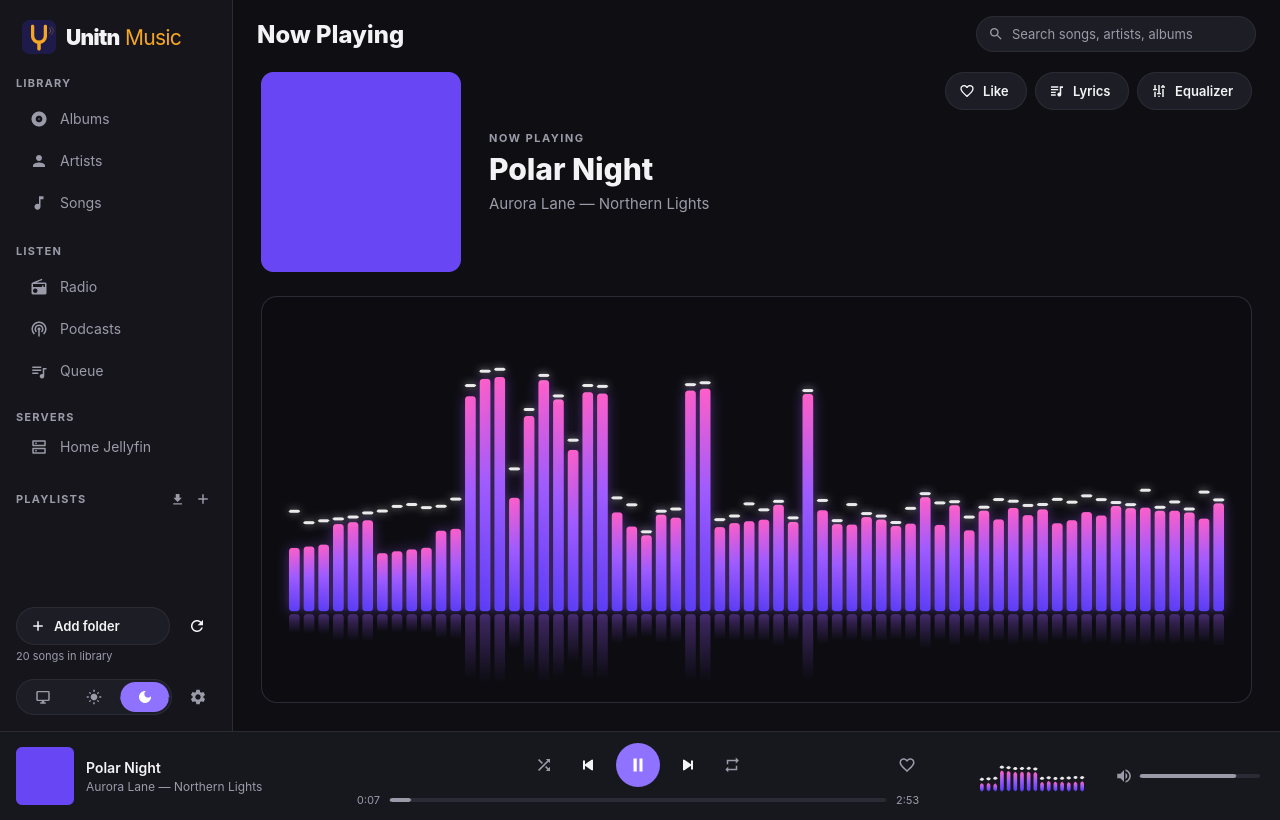 Unitn Music
LIBRARY
Albums
Artists
Songs
LISTEN
Radio
Podcasts
Queue
SERVERS
Home Jellyfin
PLAYLISTS
Add folder
20 songs in library
Now Playing
Search songs, artists, albums
Like
Lyrics
Equalizer
NOW PLAYING
Polar Night
Aurora Lane — Northern Lights
Polar Night
Aurora Lane — Northern Lights
0:07
2:53